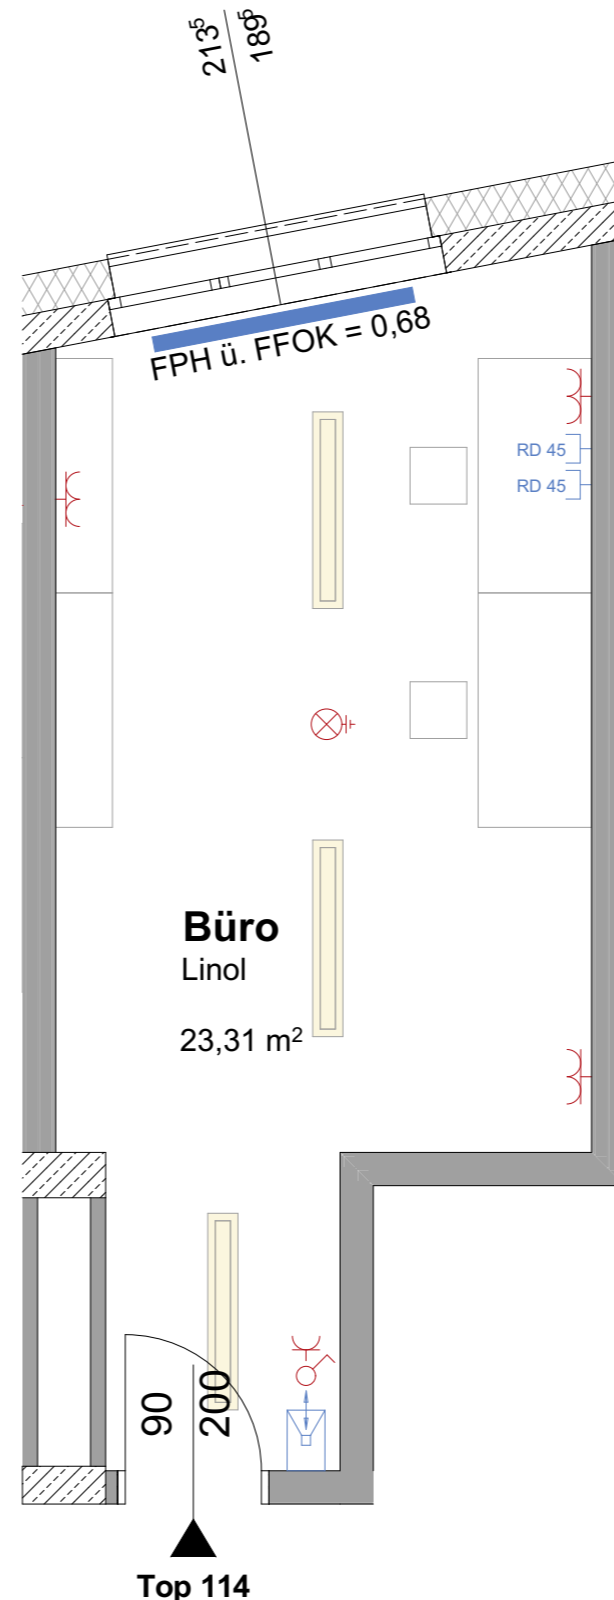 213⁵
189⁵
FPH ü. FFOK = 0,68
RD 45
RD 45
Büro
Linol
23,31 m²
90
200
Top 114